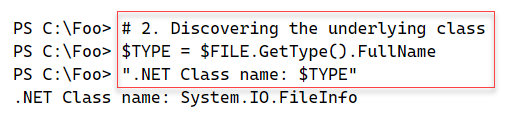 PS C:\Foo> # 2. Discovering the underlying class
PS C:\Foo> $TYPE = $FILE.GetType().FullName
PS C:\Foo> ".NET Class name: $TYPE"
.NET Class name: System.IO.FileInfo